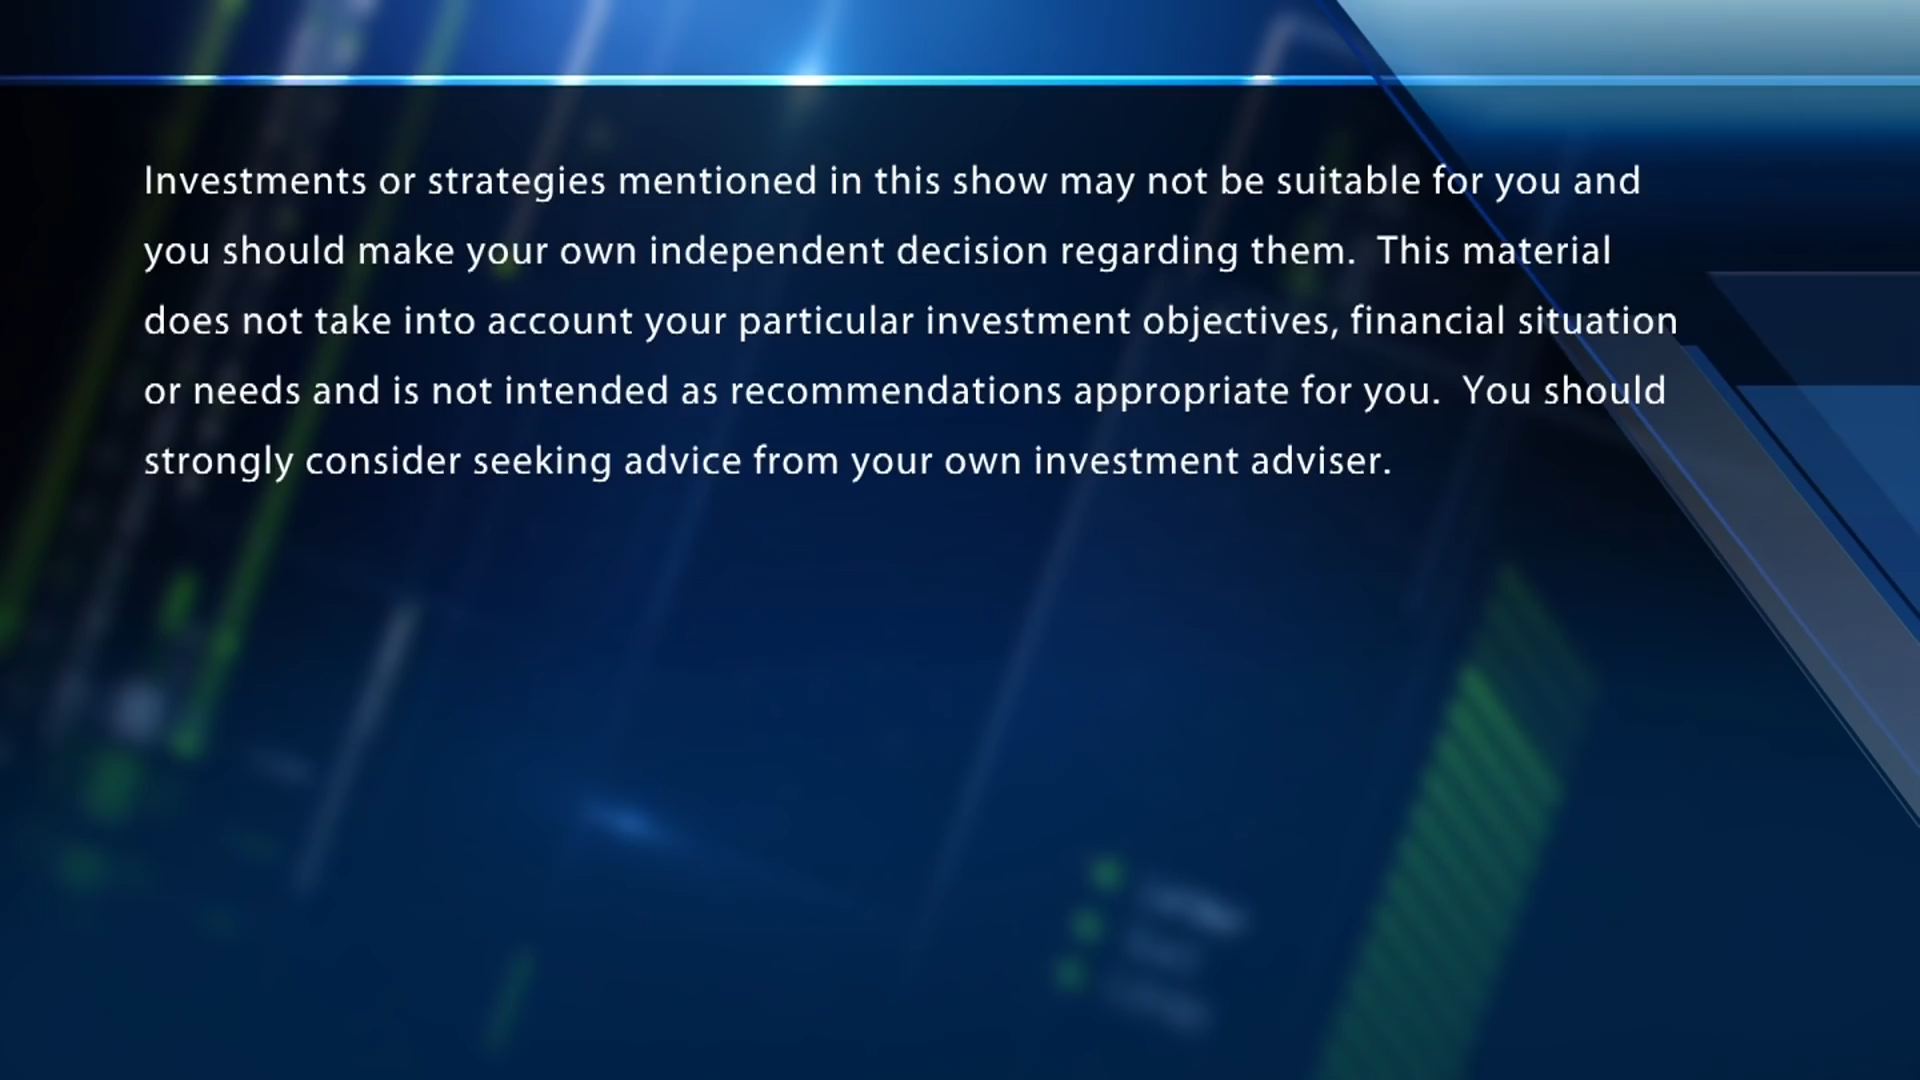 Investments or strategies mentioned in this show may not be suitable for you and
you should make your own independent decision regarding them.  This material
does not take into account your particular investment objectives, financial situation
or needs and is not intended as recommendations appropriate for you.  You should
strongly consider seeking advice from your own investment adviser.